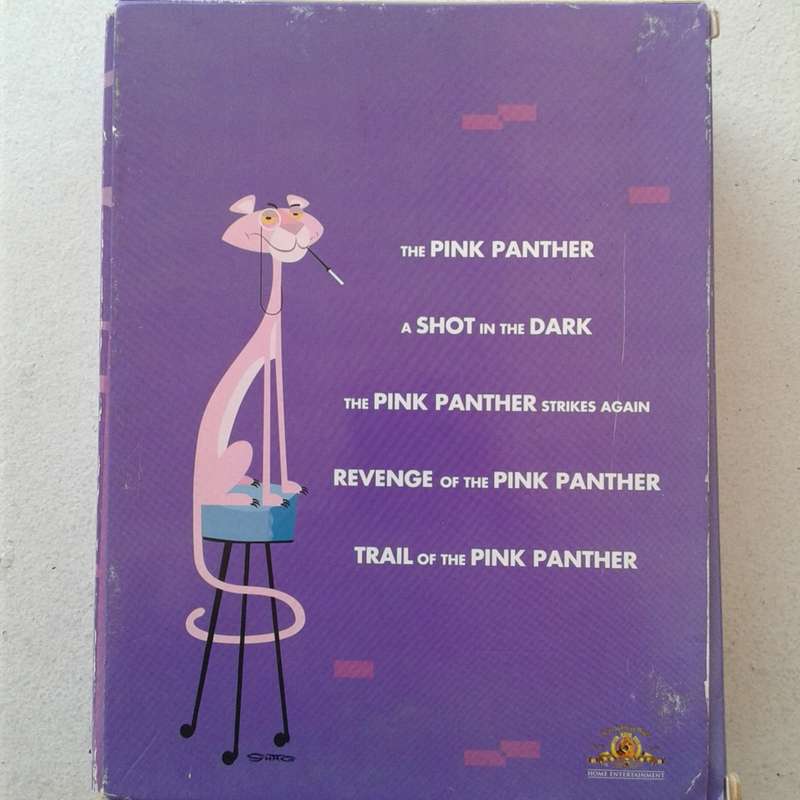 THE PINK PANTHER
A SHOT IN THE DARK
THE PINK PANTHER STRIKES AGAIN
REVENGE OF THE PINK PANTHER
TRAIL OF THE PINK PANTHER
SHAG
HOME ENTERTAINMENT